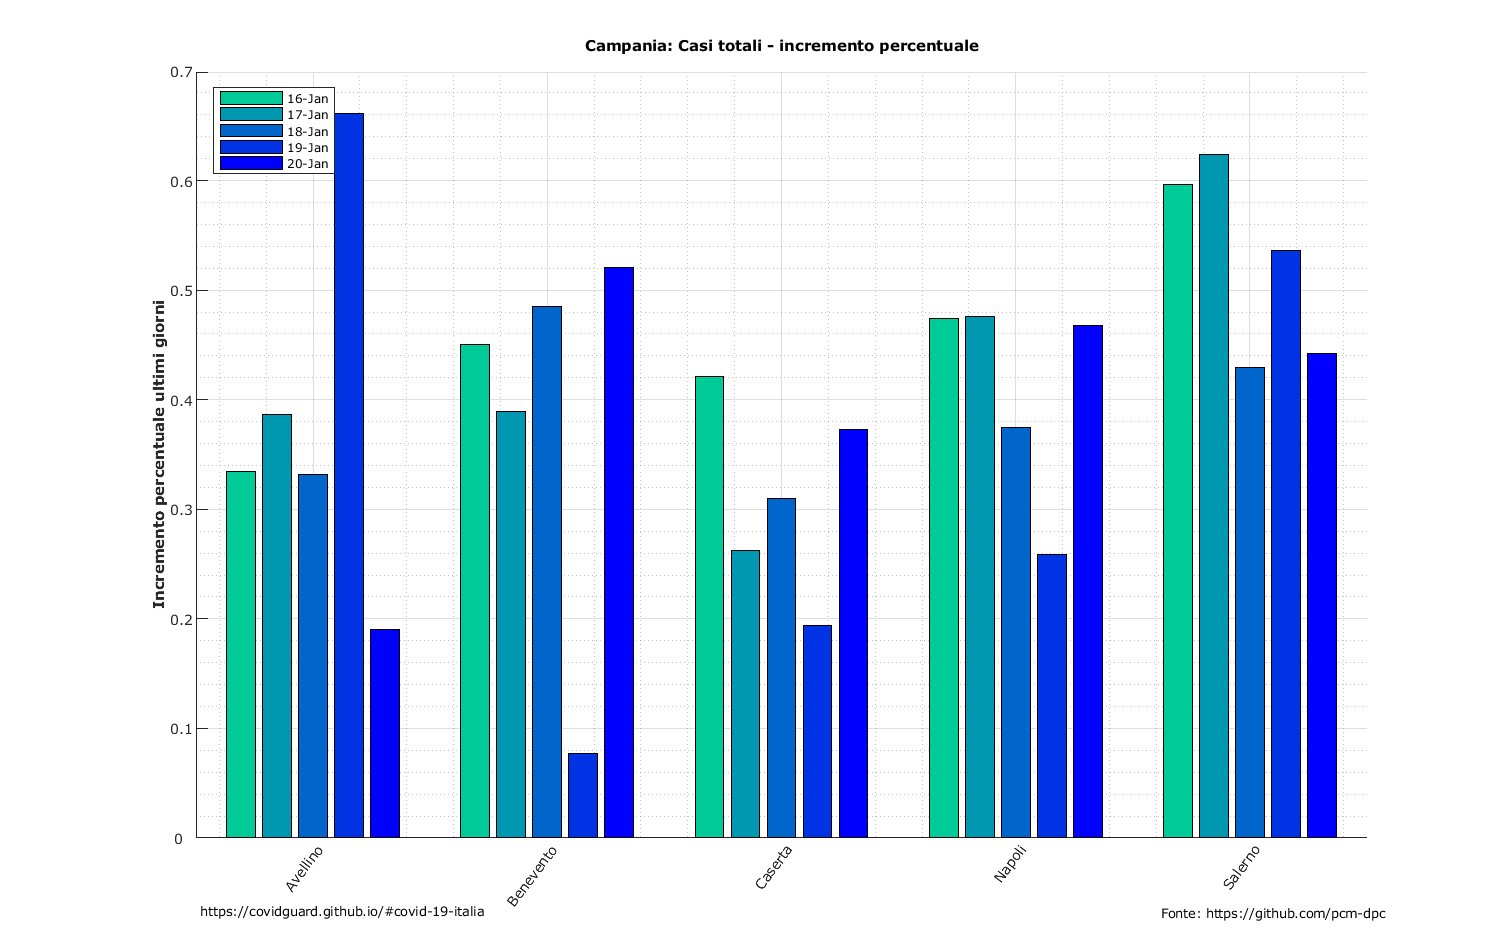 Campania: Casi totali - incremento percentuale
0.7
0.6
0.5
0.4
0.3
0.2
0.1
0
Incremento percentuale ultimi giorni
16-Jan
17-Jan
18-Jan
19-Jan
20-Jan
Avellino
Benevento
Caserta
Napoli
Salerno
https://covidguard.github.io/#covid-19-italia
Fonte: https://github.com/pcm-dpc